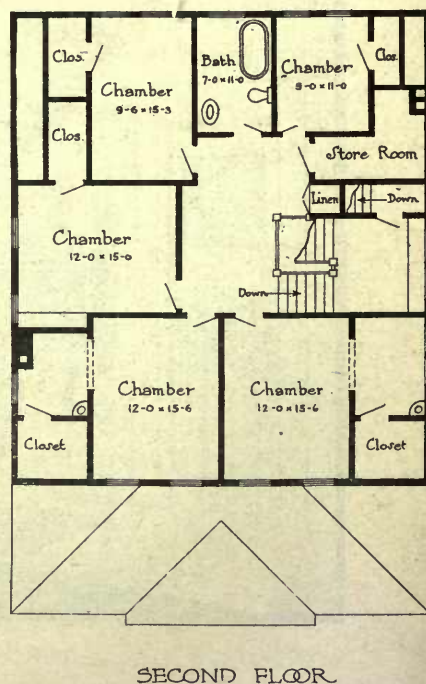 Clos.
Bath
7-0 x 11-0
Clos.
Chamber
9-6 x 15-3
Chamber
9-0 x 11-0
Clos.
Store Room
Linen
Down
Chamber
12-0 x 15-0
Down
Chamber
12-0 x 15-6
Chamber
12-0 x 15-6
Closet
Closet
SECOND FLOOR